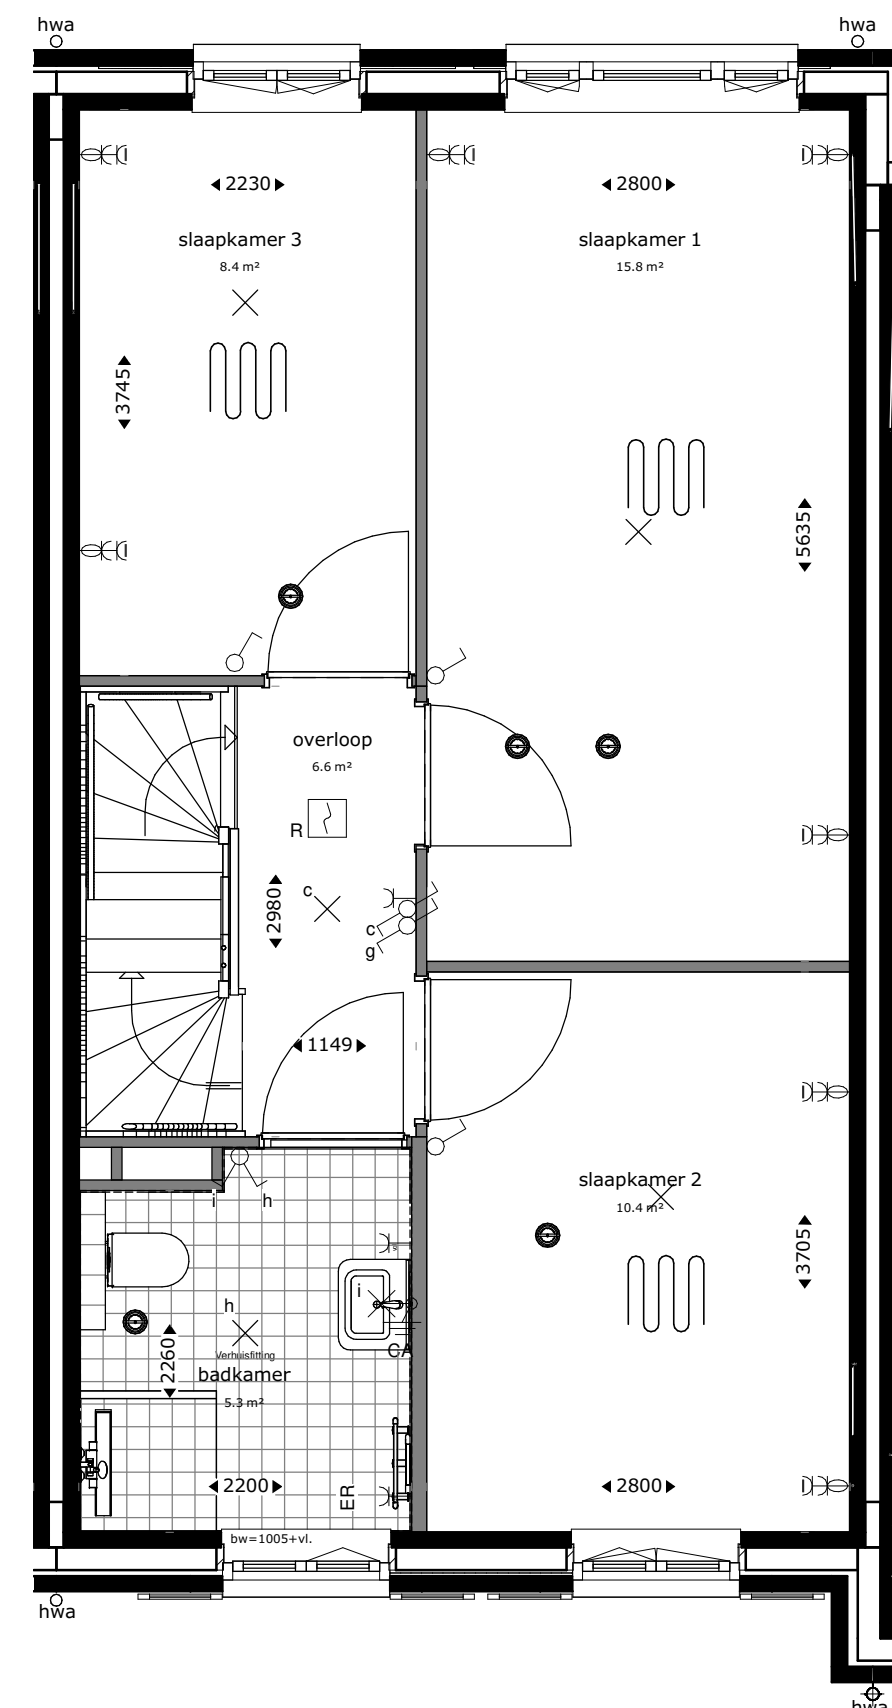 hwa
hwa
2230
2800
slaapkamer 3
8.4 m²
slaapkamer 1
15.8 m²
3745
5635
overloop
6.6 m²
R
c
2980
c
g
1149
i
h
slaapkamer 2
10.4 m²
3705
h
i
Verhuisfitting
CA
2260
badkamer
5.3 m²
2200
ER
2800
bw=1005+vl.
hwa
hwa